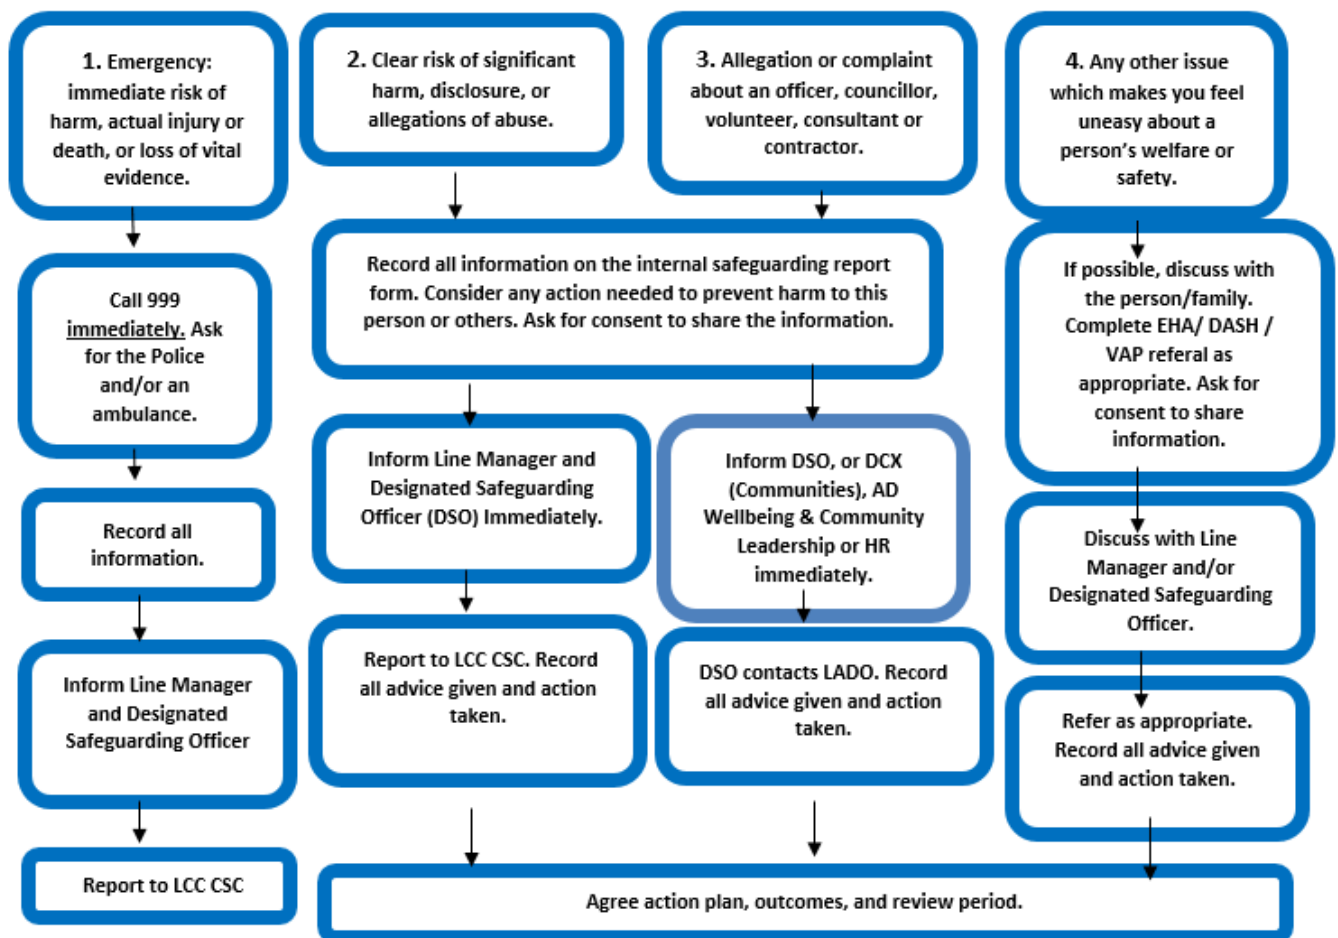 1. Emergency:
immediate risk of
harm, actual injury or
death, or loss of vital
evidence.
2. Clear risk of significant
harm, disclosure, or
allegations of abuse.
3. Allegation or complaint
about an officer, councillor,
volunteer, consultant or
contractor.
4. Any other issue
which makes you feel
uneasy about a
person's welfare or
safety.
Call 999
immediately. Ask
for the Police
and/or an
ambulance.
Record all information on the internal safeguarding report
form. Consider any action needed to prevent harm to this
person or others. Ask for consent to share the information.
If possible, discuss with
the person/family.
Complete EHA/ DASH /
VAP referal as
appropriate. Ask for
consent to share
information.
Record all
information.
Inform Line Manager and
Designated Safeguarding
Officer (DSO) Immediately.
Inform DSO, or DCX
(Communities), AD
Wellbeing & Community
Leadership or HR
immediately.
Discuss with Line
Manager and/or
Designated Safeguarding
Officer.
Inform Line Manager
and Designated
Safeguarding Officer
Report to LCC CSC. Record
all advice given and action
taken.
DSO contacts LADO. Record
all advice given and action
taken.
Refer as appropriate.
Record all advice given
and action taken.
Report to LCC CSC
Agree action plan, outcomes, and review period.